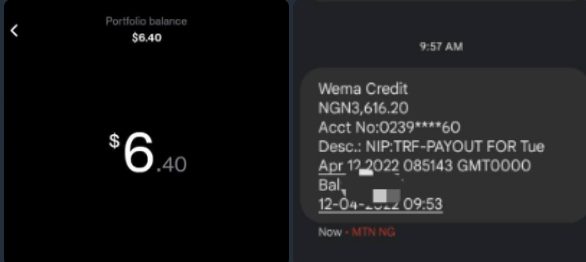 Portfolio balance
$6.40
$6.40
9:57 AM
Wema Credit
NGN3,616.20
Acct No:0239****60
Desc.: NIP:TRF-PAYOUT FOR Tue
Apr 12 2022 085143 GMT0000
Bal
12-04-2022 09:53
Now - MTN NG